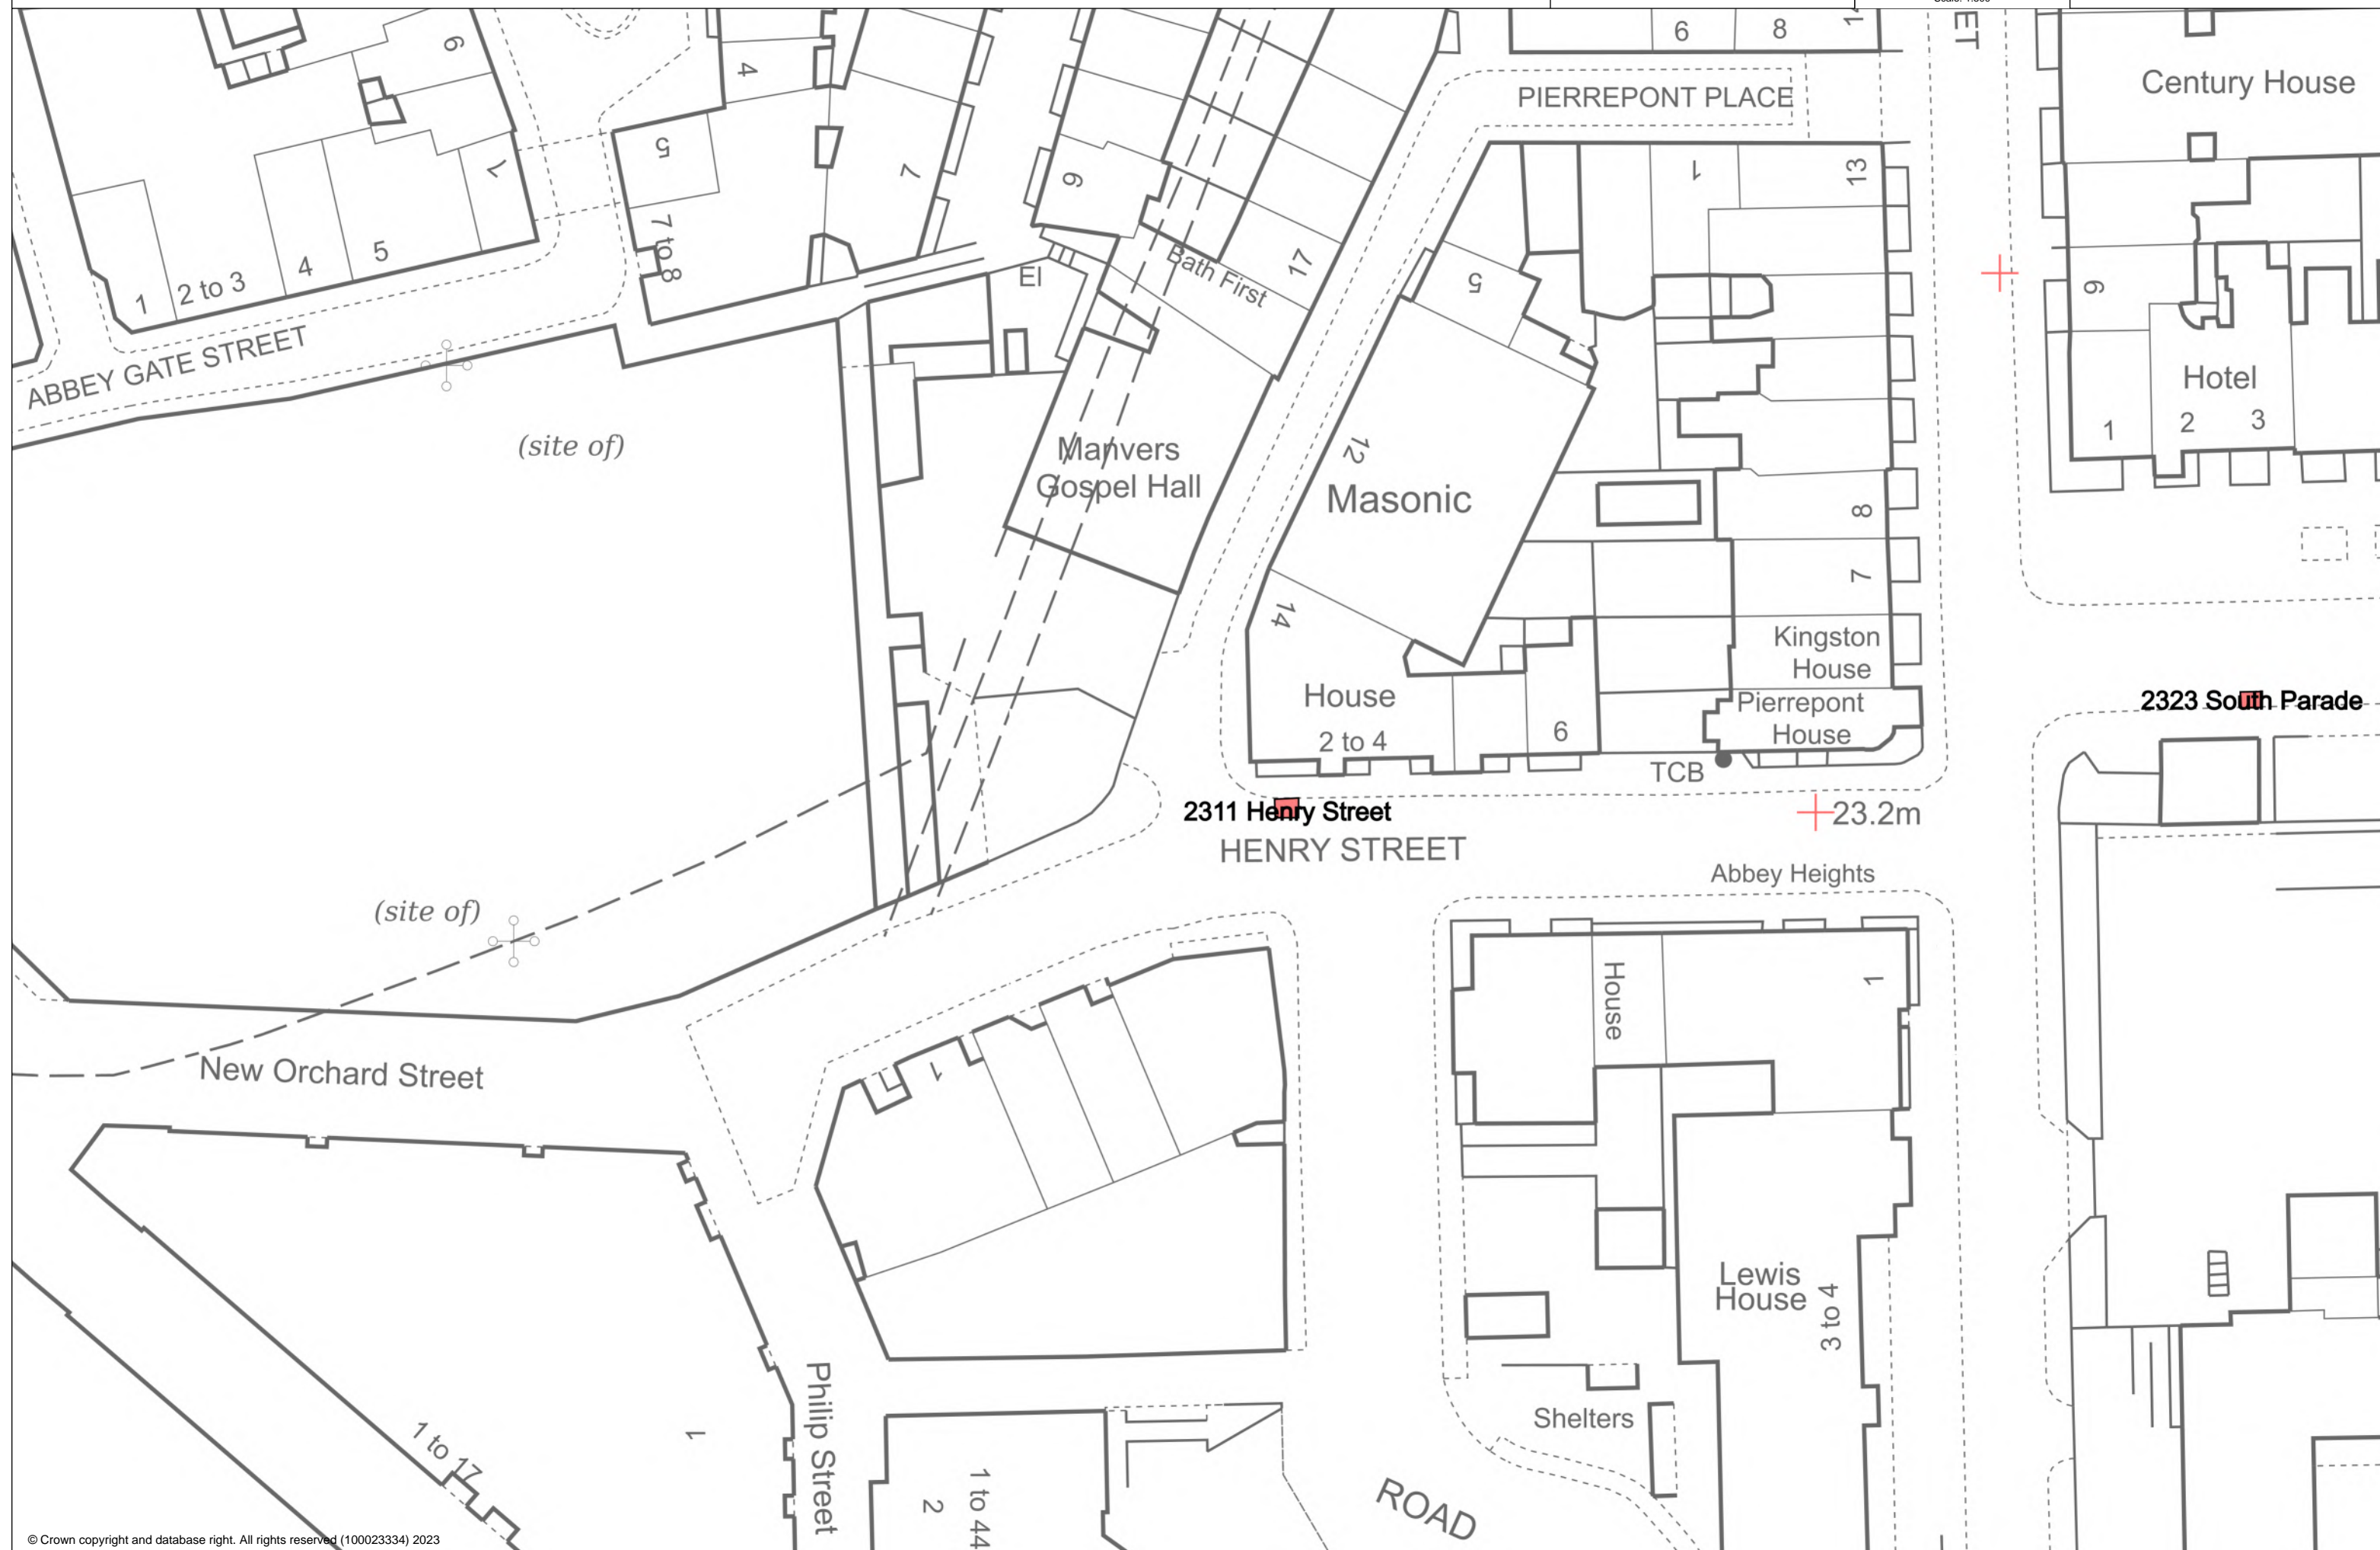 ET
6
8
Century House
PIERREPONT PLACE
6
4
5
7
7 to 8
1
2 to 3
4
5
ABBEY GATE STREET
El
6
Bath First
17
1
13
5
6
Hotel
1
2
3
(site of)
Manvers
Gospel Hall
12
Masonic
8
7
14
Kingston
House
House
2 to 4
6
Pierrepont
House
TCB
2323 South Parade
2311 Henry Street
23.2m
HENRY STREET
Abbey Heights
(site of)
House
1
New Orchard Street
1
Lewis
House
3 to 4
Philip Street
Shelters
1 to 17
1
2
1 to 44
ROAD
© Crown copyright and database right. All rights reserved (100023334) 2023